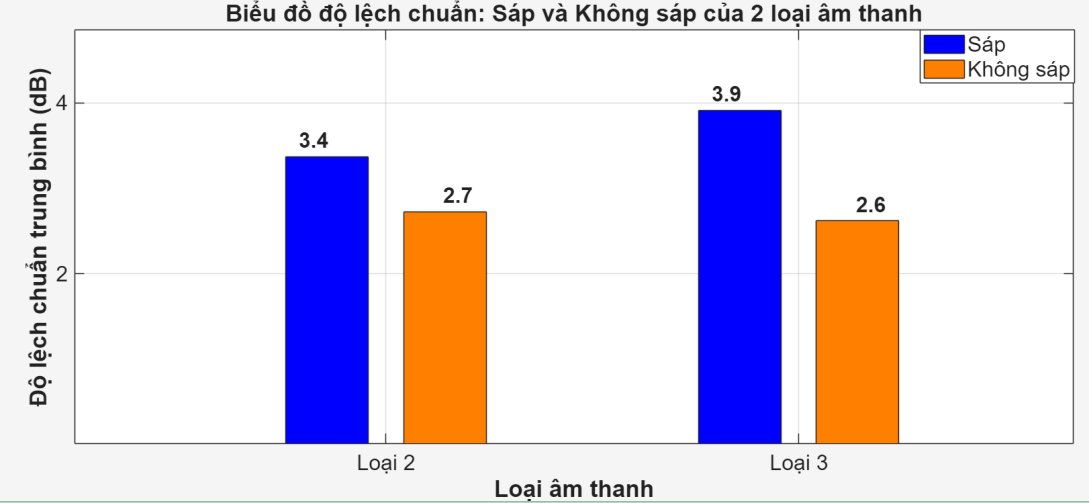 Biểu đồ độ lệch chuẩn: Sáp và Không sáp của 2 loại âm thanh
Sáp
Không sáp
Độ lệch chuẩn trung bình (dB)
4
2
3.4
2.7
3.9
2.6
Loại 2
Loại 3
Loại âm thanh